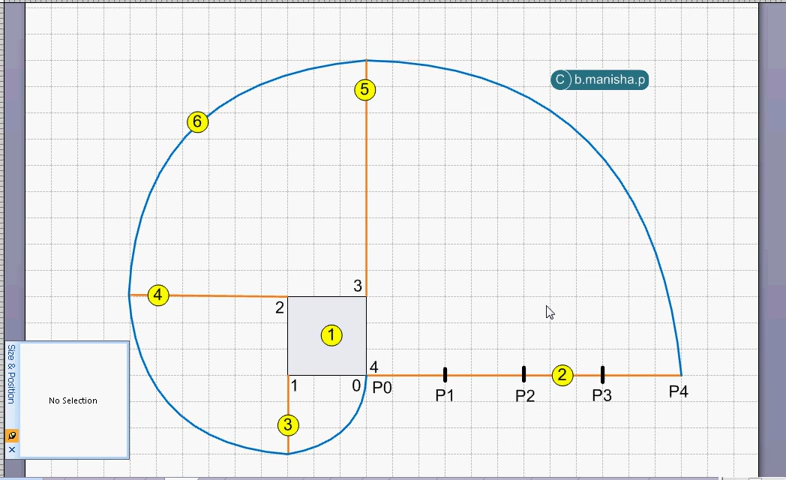 C b.manisha.p
5
6
3
4
2
1
4
1
0
P0
P1
P2
2
P3
P4
3
Size & Position
No Selection